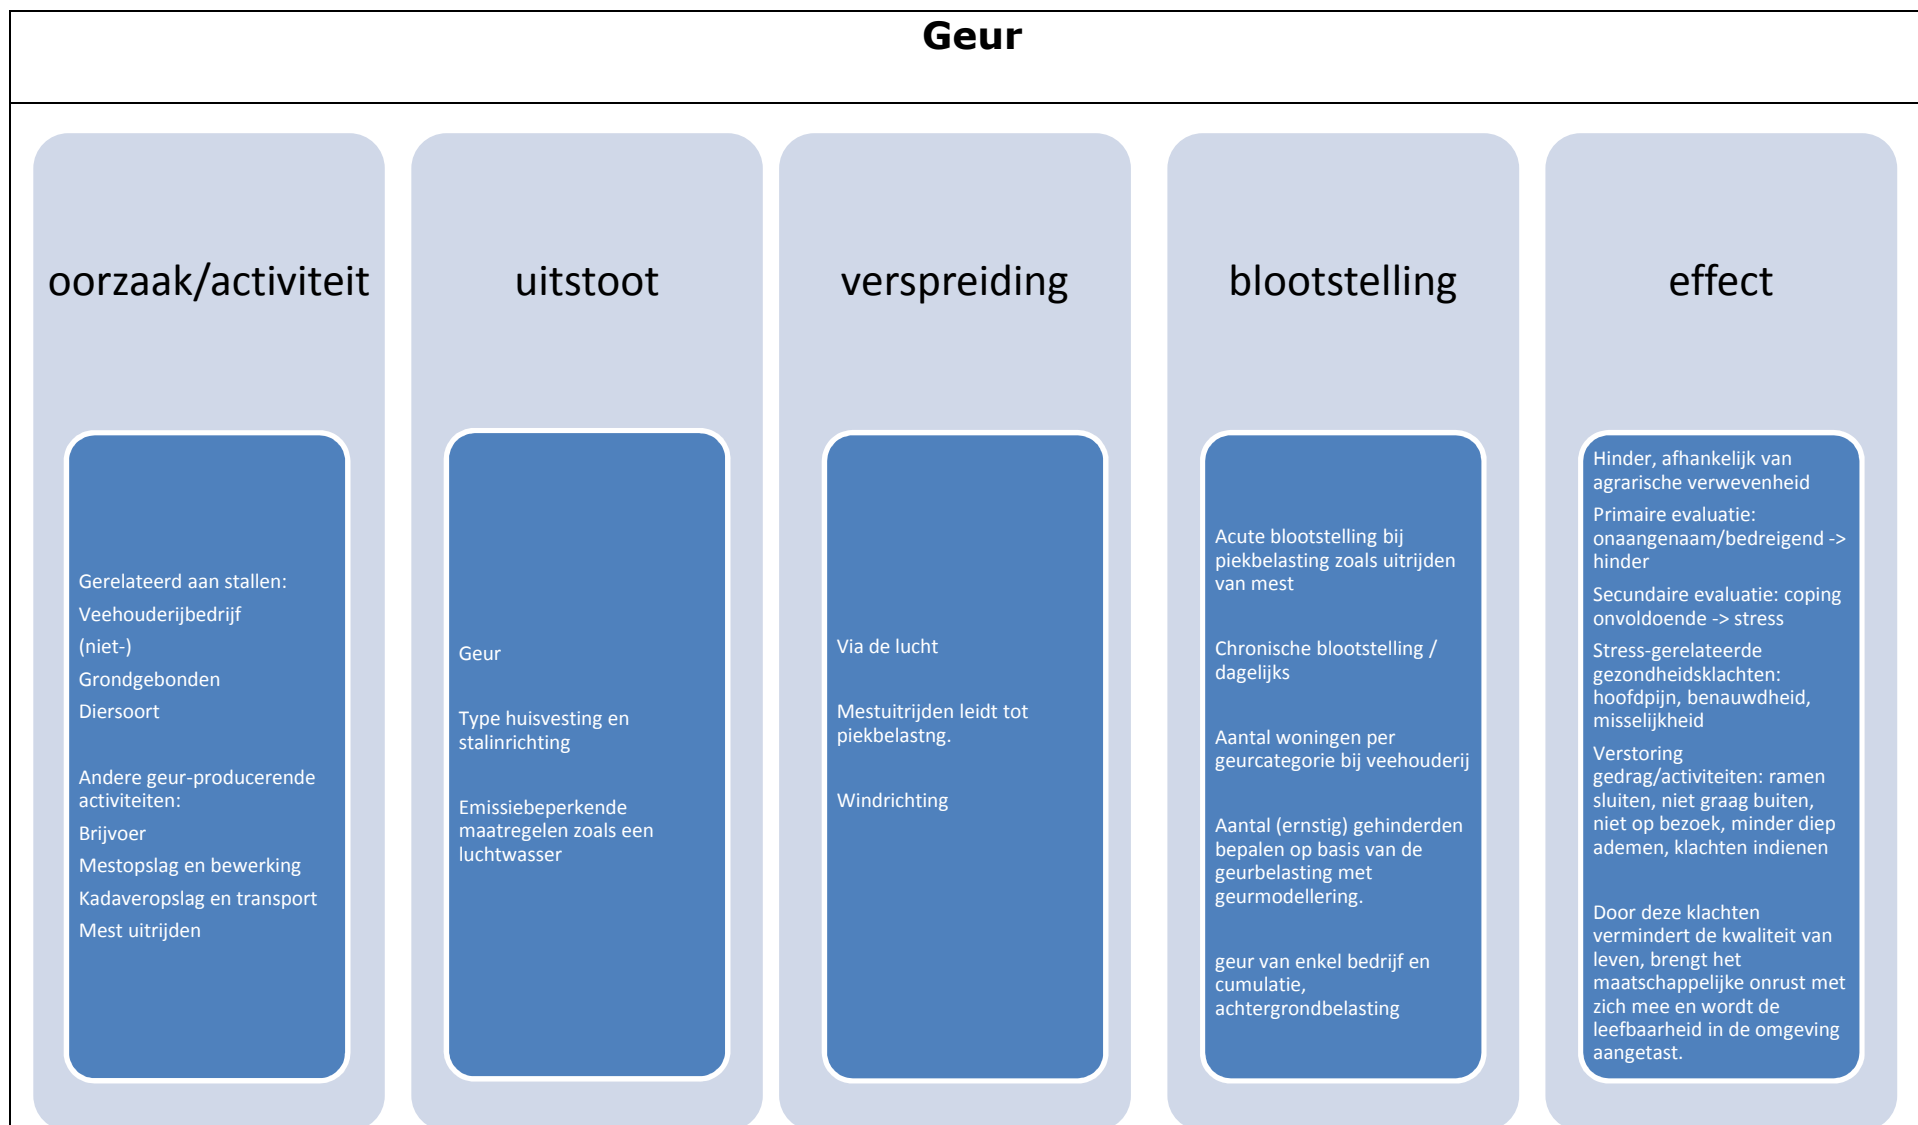 Geur
oorzaak/activiteit
Gerelateerd aan stallen:
Veehouderijbedrijf
(niet-)
Grondgebonden
Diersoort
Andere geur-producerende
activiteiten:
Brijvoer
Mestopslag en bewerking
Kadaveropslag en transport
Mest uitrijden
uitstoot
Geur
Type huisvesting en
stalinrichting
Emissiebeperkende
maatregelen zoals een
luchtwasser
verspreiding
Via de lucht
Mestuitrijden leidt tot
piekbelastng.
Windrichting
blootstelling
Acute blootstelling bij
piekbelasting zoals uitrijden
van mest
Chronische blootstelling /
dagelijks
Aantal woningen per
geurcategorie bij veehouderij
Aantal (ernstig) gehinderden
bepalen op basis van de
geurbelasting met
geurmodellering.
geur van enkel bedrijf en
cumulatie,
achtergrondbelasting
effect
Hinder, afhankelijk van
agrarische verwevenheid
Primaire evaluatie:
onaangenaam/bedreigend ->
hinder
Secundaire evaluatie: coping
onvoldoende -> stress
Stress-gerelateerde
gezondheidsklachten:
hoofdpijn, benauwdheid,
misselijkheid
Verstoring
gedrag/activiteiten: ramen
sluiten, niet graag buiten,
niet op bezoek, minder diep
ademen, klachten indienen
Door deze klachten
vermindert de kwaliteit van
leven, brengt het
maatschappelijke onrust met
zich mee en wordt de
leefbaarheid in de omgeving
aangetast.